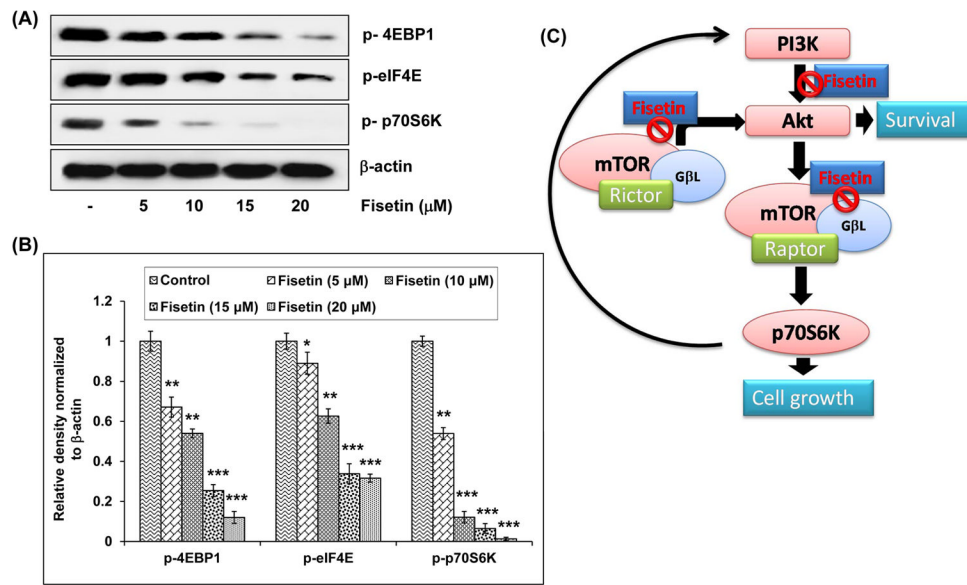 (A)
p- 4EBP1
p-eIF4E
p- p70S6K
β-actin
- 5 10 15 20 Fisetin (μM)
(B)
Control Fisetin (5 μM) Fisetin (10 μM)
Fisetin (15 μM) Fisetin (20 μM)
Relative density normalized
to β-actin
1.2
1
0.8
0.6
0.4
0.2
0
**
**
***
***
*
**
***
***
**
***
***
***
p-4EBP1 p-eIF4E p-p70S6K
(C)
PI3K
Fisetin
Fisetin
Akt
Survival
mTOR
GβL
Rictor
Fisetin
mTOR
GβL
Raptor
p70S6K
Cell growth